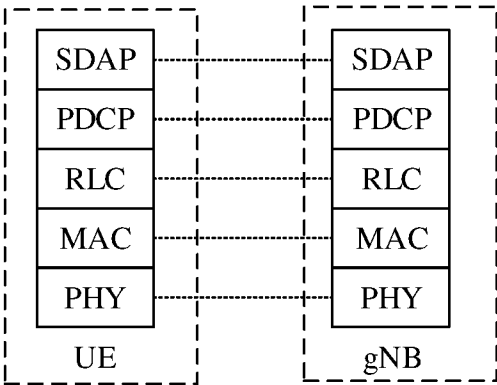 SDAP SDAP
PDCP PDCP
RLC RLC
MAC MAC
PHY PHY
UE gNB